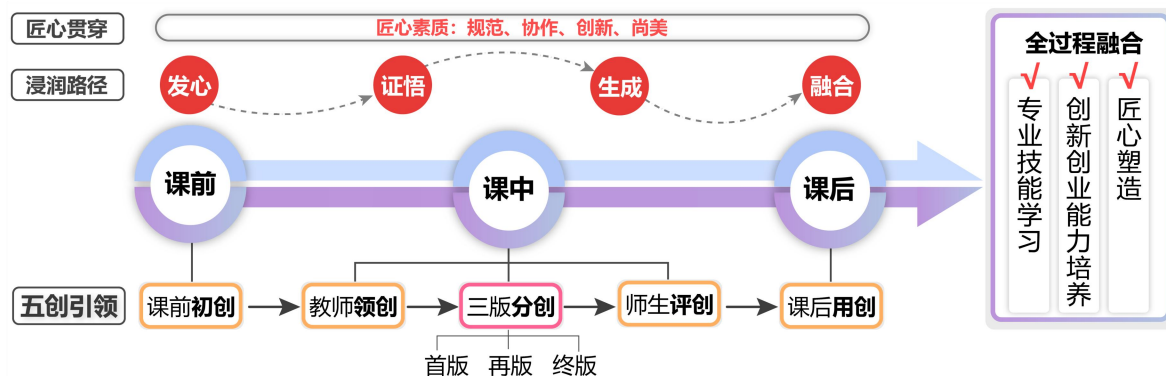 匠心贯穿
匠心素质：规范、协作、创新、尚美
浸润路径
发心
证悟
生成
融合
课前
课中
课后
五创引领
课前初创
教师领创
三版分创
师生评创
课后用创
首版
再版
终版
全过程融合
√
√
√
专业技能学习
创新创业能力培养
匠心塑造